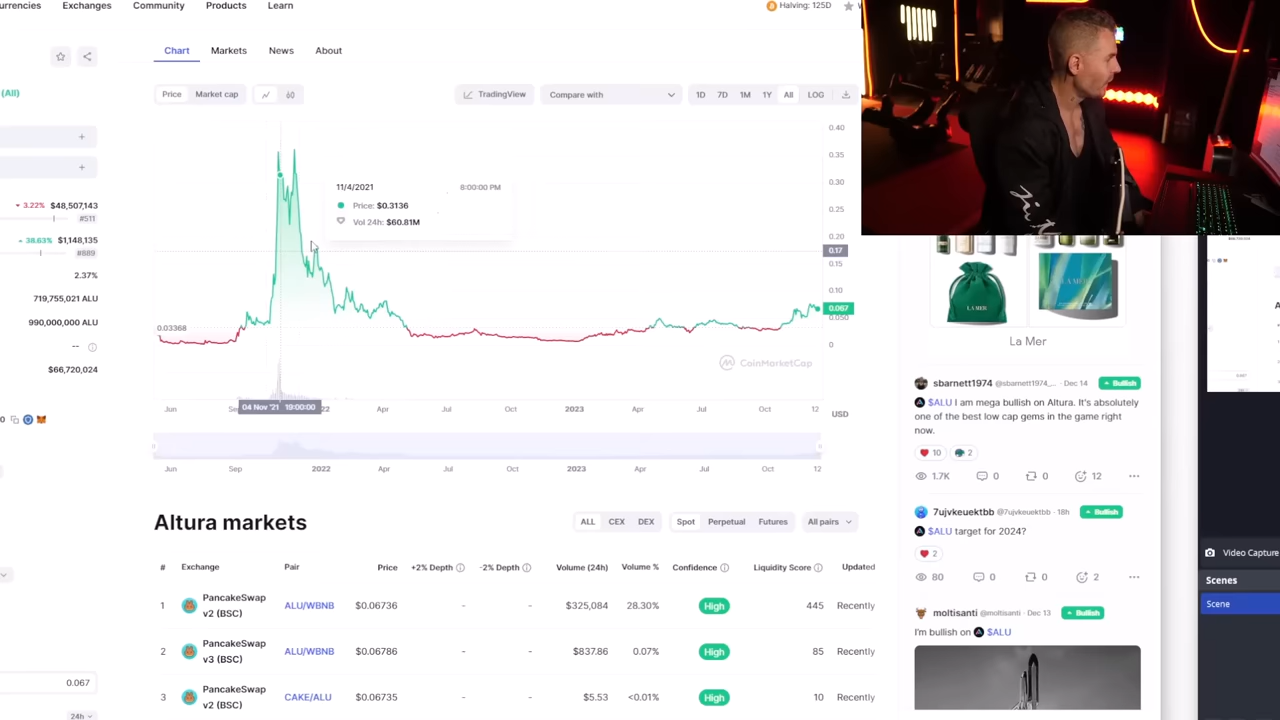 urrencies
Exchanges
Community
Products
Learn
Halving: 125D
Chart
Markets
News
About
(All)
Price
Market cap
TradingView
Compare with
1D
7D
1M
1Y
All
LOG
0.40
0.35
0.30
0.25
0.20
0.17
0.15
0.10
0.067
0.050
0
11/4/2021
8:00:00 PM
Price: $0.3136
Vol 24h: $60.81M
0.03368
CoinMarketCap
3.22%
$48,507,143
#511
38.63%
$1,148,135
#889
2.37%
719,755,021 ALU
990,000,000 ALU
--
$66,720,024
0
Jun
Se
04 Nov '21 19:00:00
22
Apr
Jul
Oct
2023
Apr
Jul
Oct
12
USD
Jun
Sep
2022
Apr
Jul
Oct
2023
Apr
Jul
Oct
12
Altura markets
ALL
CEX
DEX
Spot
Perpetual
Futures
All pairs
#
Exchange
Pair
Price
+2% Depth
-2% Depth
Volume (24h)
Volume %
Confidence
Liquidity Score
Updated
1
PancakeSwap
v2 (BSC)
ALU/WBNB
$0.06736
-
-
$325,084
28.30%
High
445
Recently
2
PancakeSwap
v3 (BSC)
ALU/WBNB
$0.06786
-
-
$837.86
0.07%
High
85
Recently
3
PancakeSwap
v2 (BSC)
CAKE/ALU
$0.06735
-
-
$5.53
<0.01%
High
10
Recently
0.067
24h
LA MER
La Mer
sbarnett1974 @sbarnett1974_... · Dec 14
Bullish
$ALU I am mega bullish on Altura. It's absolutely
one of the best low cap gems in the game right
now.
10
2
1.7K
0
0
12
7ujvkeuektbb @7ujvkeuektbb · 18h
Bullish
$ALU target for 2024?
2
80
0
0
2
moltisanti @moltisanti · Dec 13
Bullish
I'm bullish on $ALU
Video Capture
Scenes
Scene